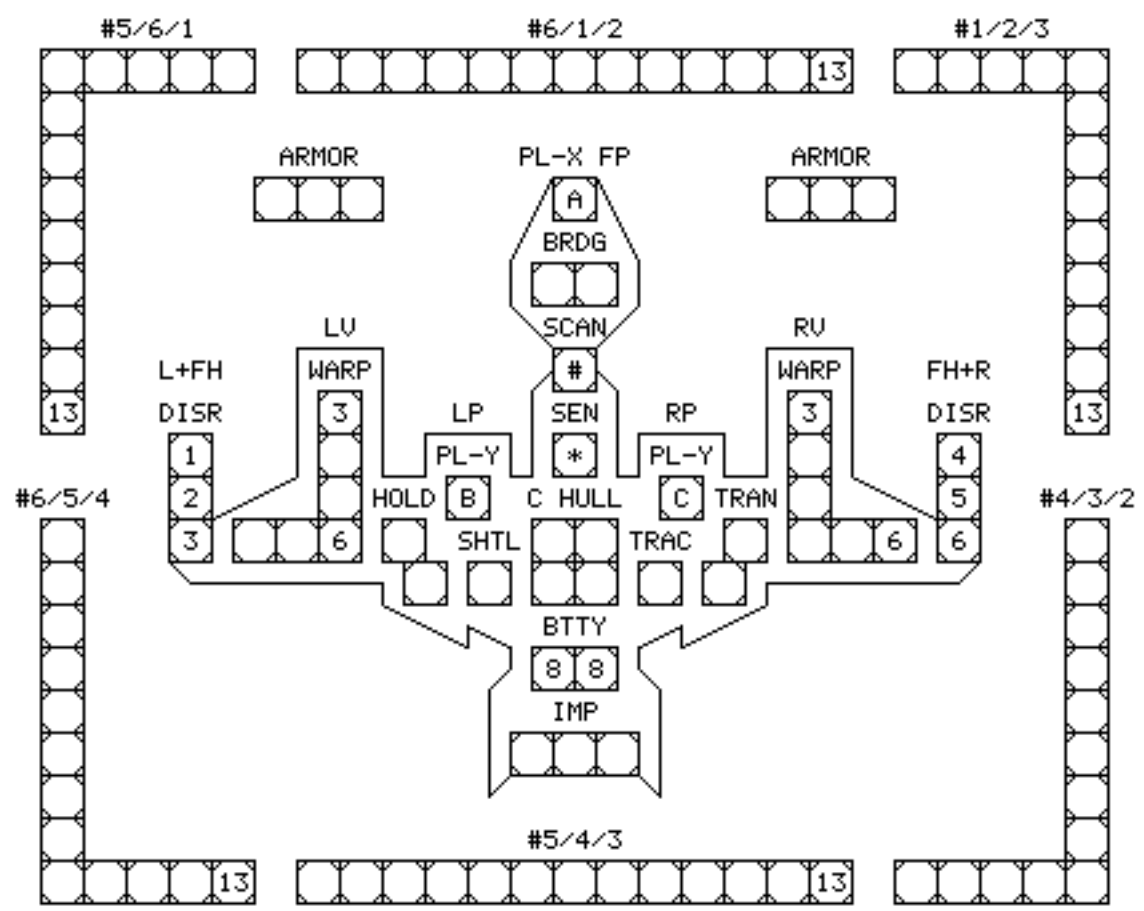 #5/6/1 #6/1/2 #1/2/3
13
ARMOR PL-X FP ARMOR
A
BRDG
LV SCAN RV
L+FH WARP # WARP FH+R
13 DISR 3 LP SEN RP 3 DISR 13
1 PL-Y * PL-Y 4
#6/5/4 2 HOLD B C HULL C TRAN 5 #4/3/2
3 6 SHTL TRAC 6 6
BTTY
8 8
IMP
#5/4/3
13 13